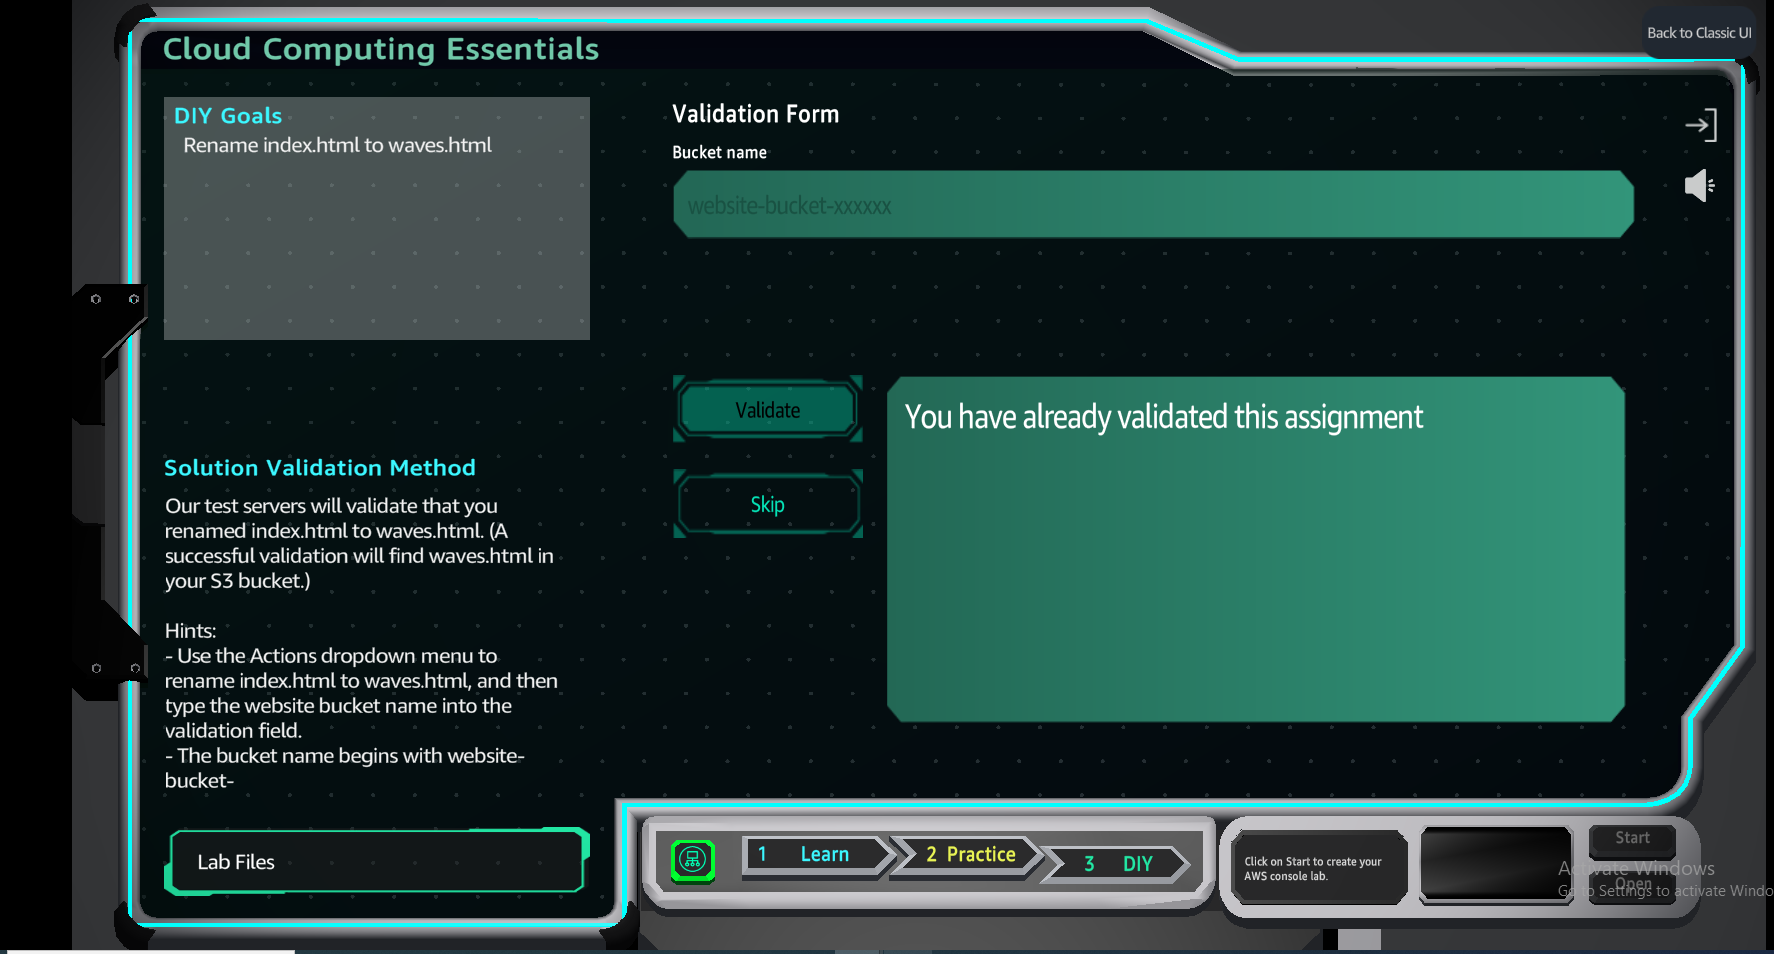 Back to Classic UI
Cloud Computing Essentials
DIY Goals
Rename index.html to waves.html
Validation Form
Bucket name
website-bucket-xxxxxx
Validate
Skip
You have already validated this assignment
Solution Validation Method
Our test servers will validate that you
renamed index.html to waves.html. (A
successful validation will find waves.html in
your S3 bucket.)
Hints:
- Use the Actions dropdown menu to
rename index.html to waves.html, and then
type the website bucket name into the
validation field.
- The bucket name begins with website-
bucket-
Lab Files
1 Learn
2 Practice
3 DIY
Click on Start to create your
AWS console lab.
Start
Open
Activate Windows
Go to Settings to activate Windo